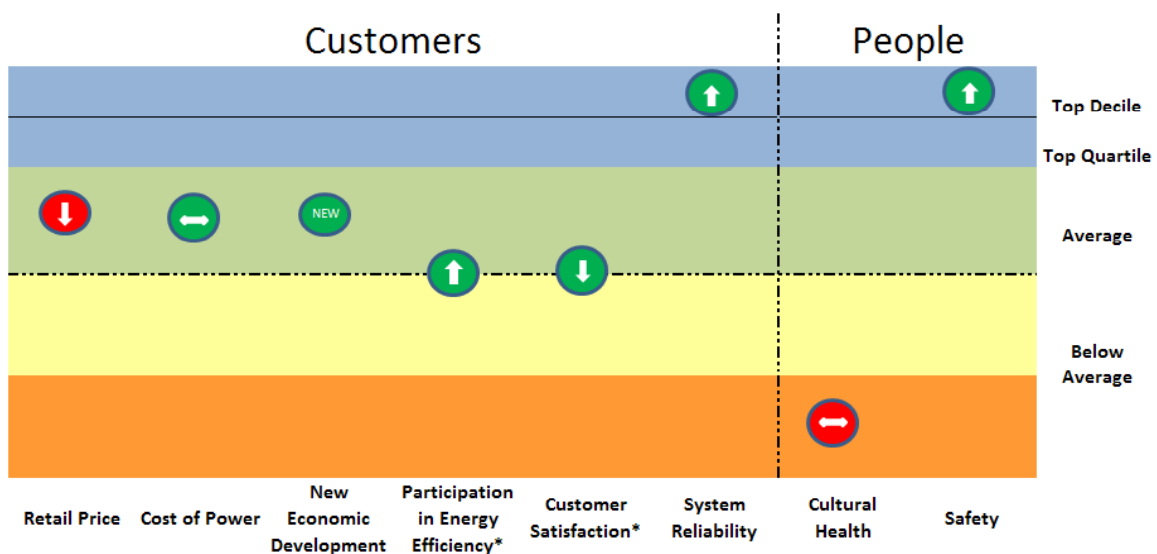 Customers
People
Top Decile
Top Quartile
NEW
Average
Below
Average
Retail Price
Cost of Power
New
Economic
Development
Participation
in Energy
Efficiency*
Customer
Satisfaction*
System
Reliability
Cultural
Health
Safety